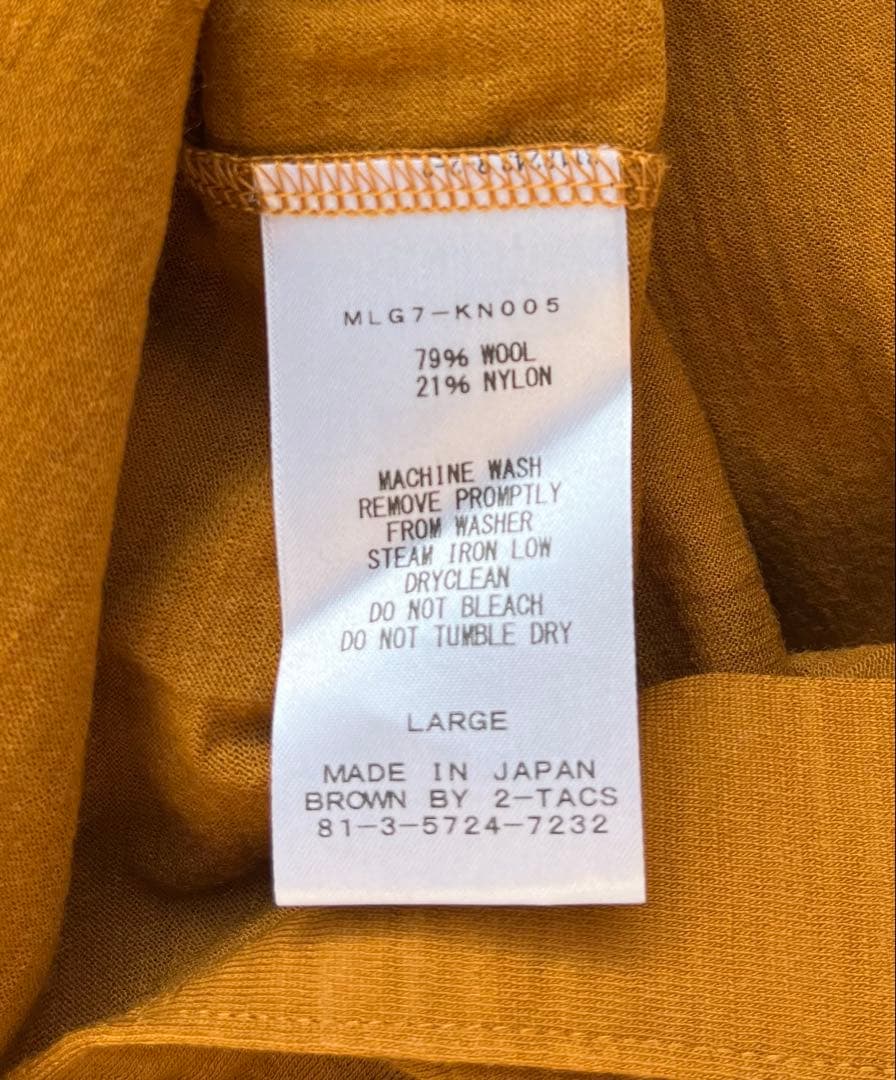 MLG7-KN005
79% WOOL
21% NYLON
MACHINE WASH
REMOVE PROMPTLY
FROM WASHER
STEAM IRON LOW
DRYCLEAN
DO NOT BLEACH
DO NOT TUMBLE DRY
LARGE
MADE IN JAPAN
BROWN BY 2-TACS
81-3-5724-7232